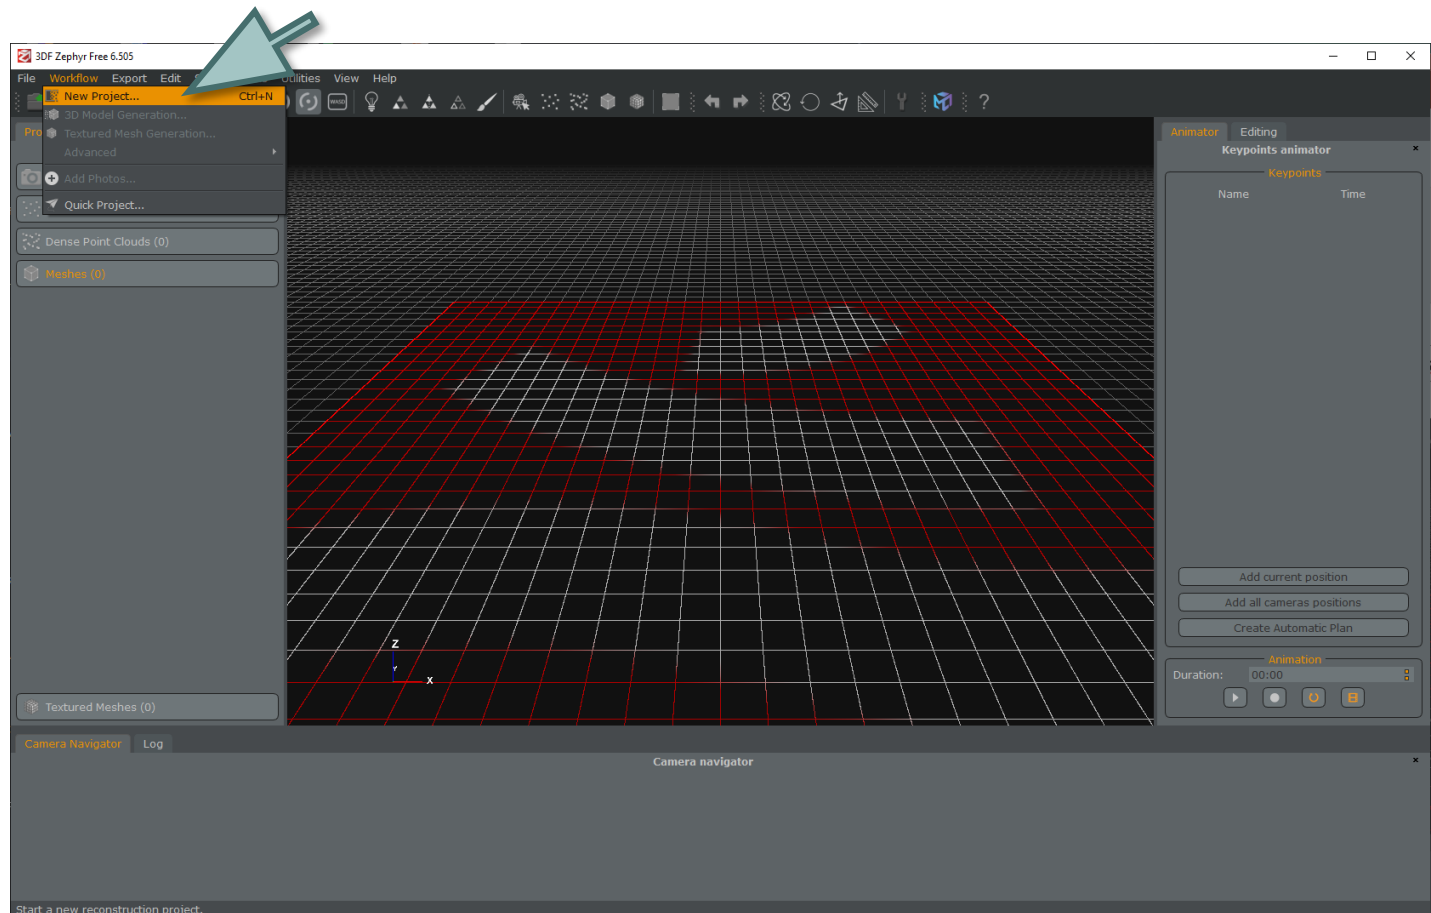 3DF Zephyr Free 6.505
File Workflow Export Edit Utilities View Help
New Project... Ctrl+N
3D Model Generation...
Textured Mesh Generation...
Advanced
Add Photos...
Quick Project...
WASD
?
Pro
Dense Point Clouds (0)
Meshes (0)
Textured Meshes (0)
Z
Y
X
Animator Editing
Keypoints animator
Keypoints
Name Time
Add current position
Add all cameras positions
Create Automatic Plan
Animation
Duration: 00:00
Camera Navigator Log
Camera navigator
Start a new reconstruction project.